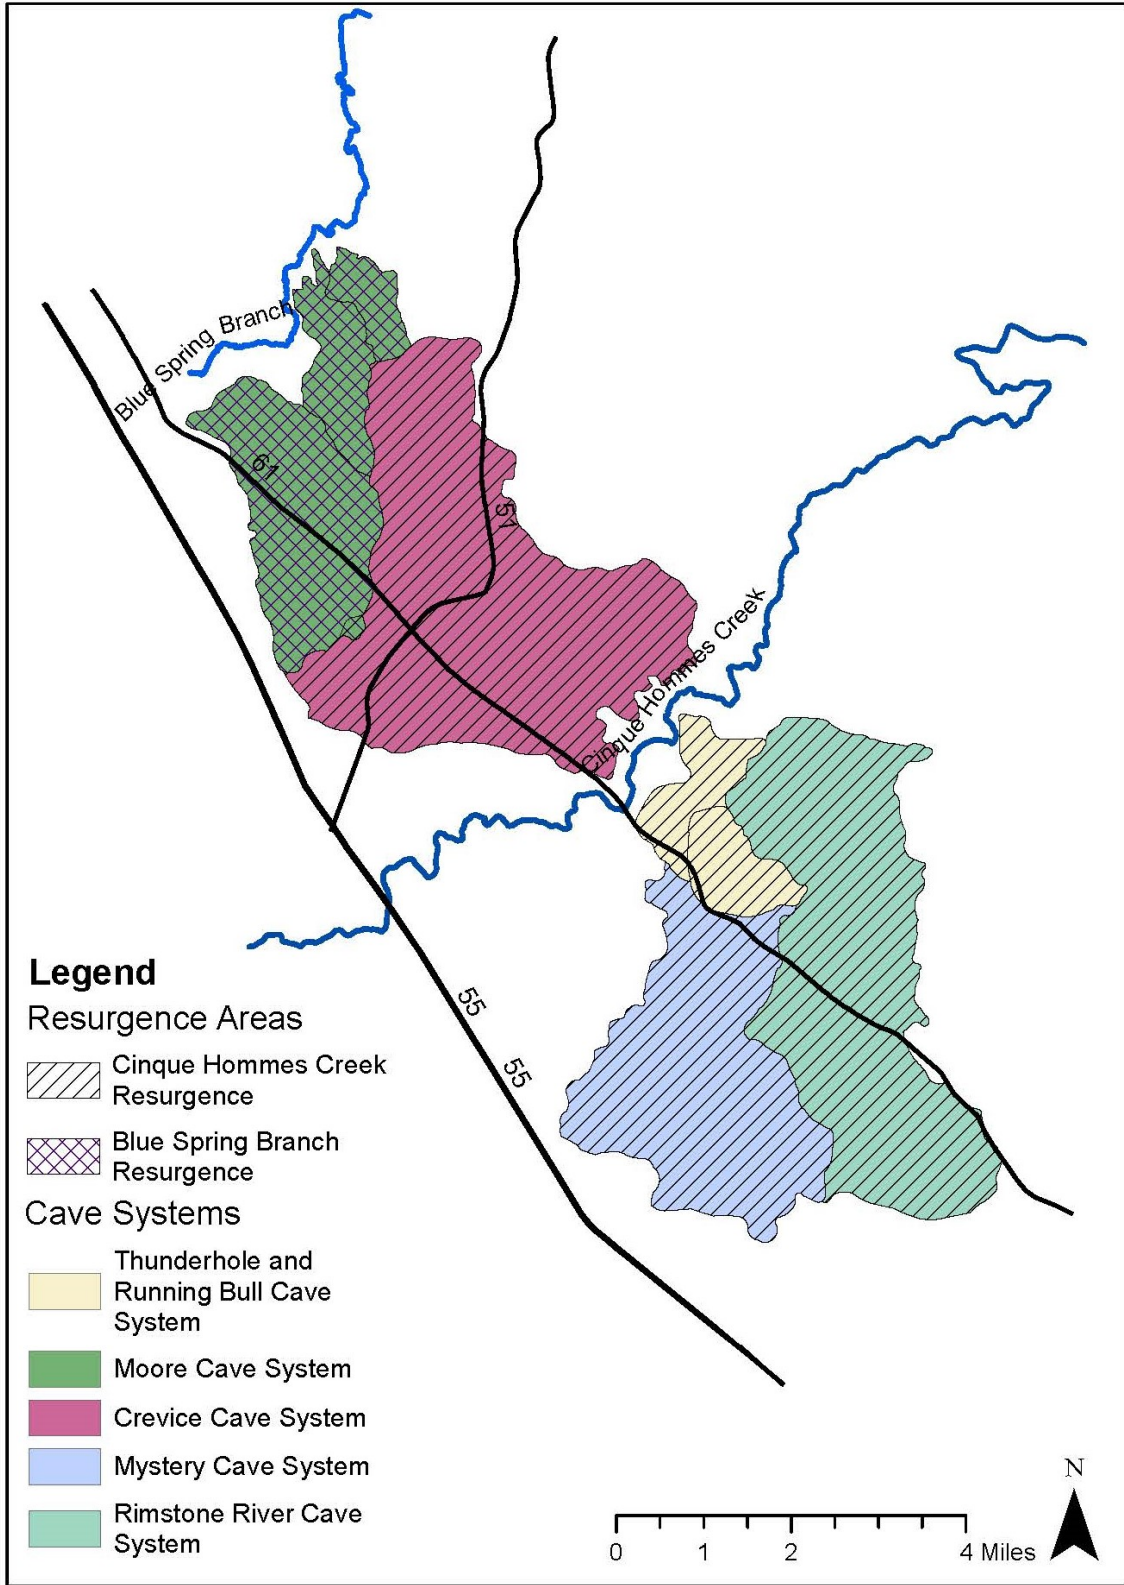 Blue Spring Branch
61
51
Cinque Hommes Creek
55
55
Legend
Resurgence Areas
Cinque Hommes Creek
Resurgence
Blue Spring Branch
Resurgence
Cave Systems
Thunderhole and
Running Bull Cave
System
Moore Cave System
Crevice Cave System
Mystery Cave System
Rimstone River Cave
System
N
0 1 2 4 Miles